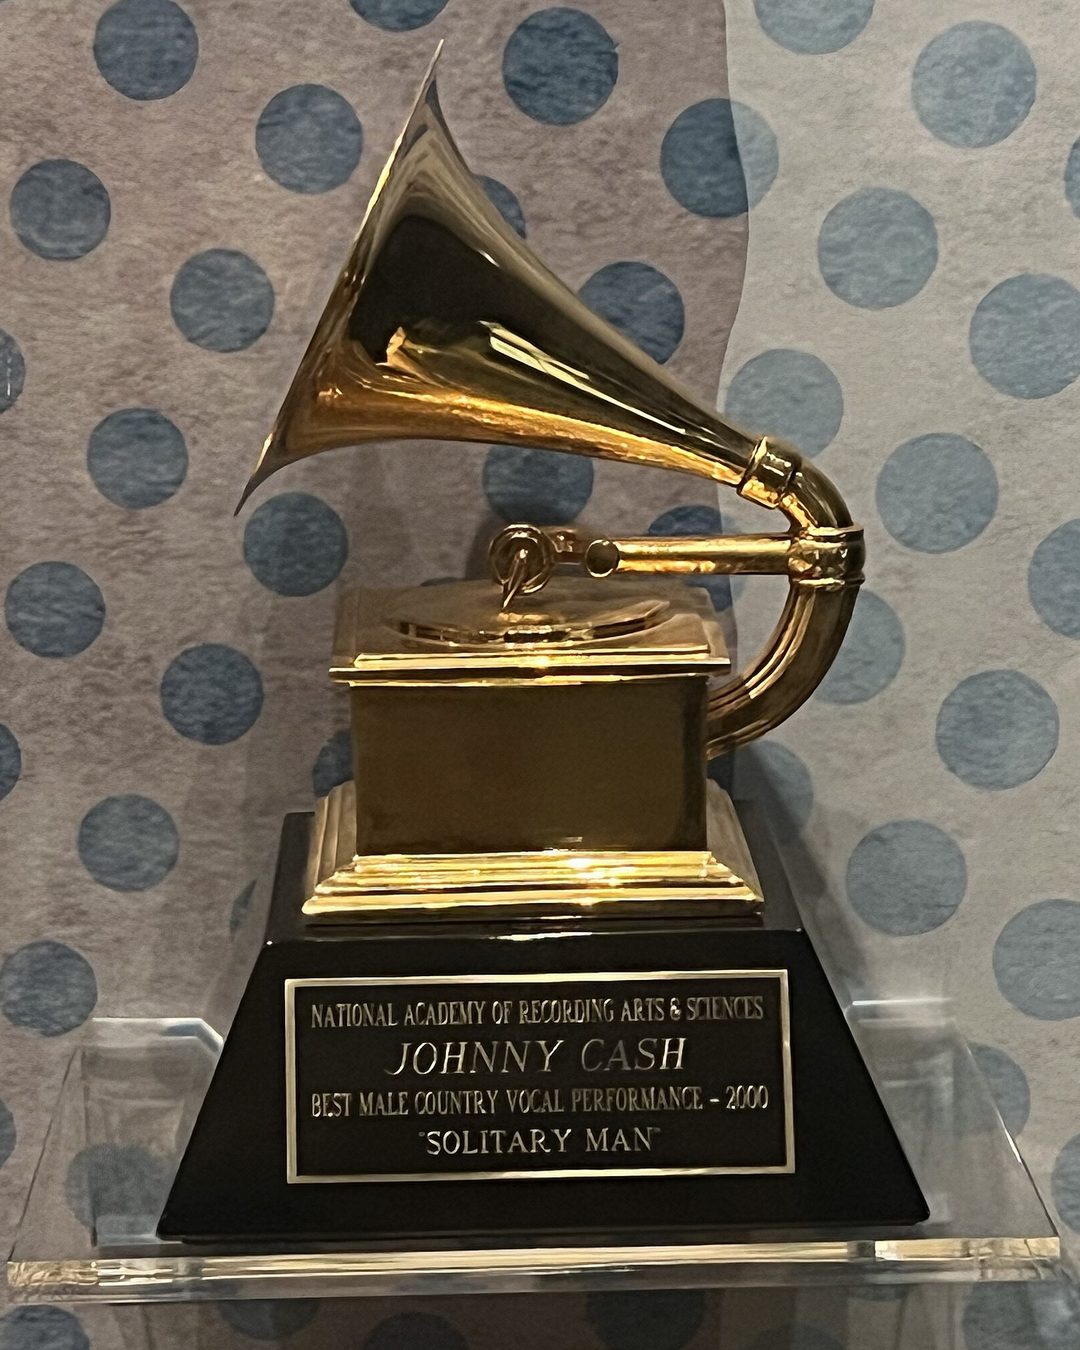 NATIONAL ACADEMY OF RECORDING ARTS & SCIENCES
JOHNNY CASH
BEST MALE COUNTRY VOCAL PERFORMANCE - 2000
"SOLITARY MAN"